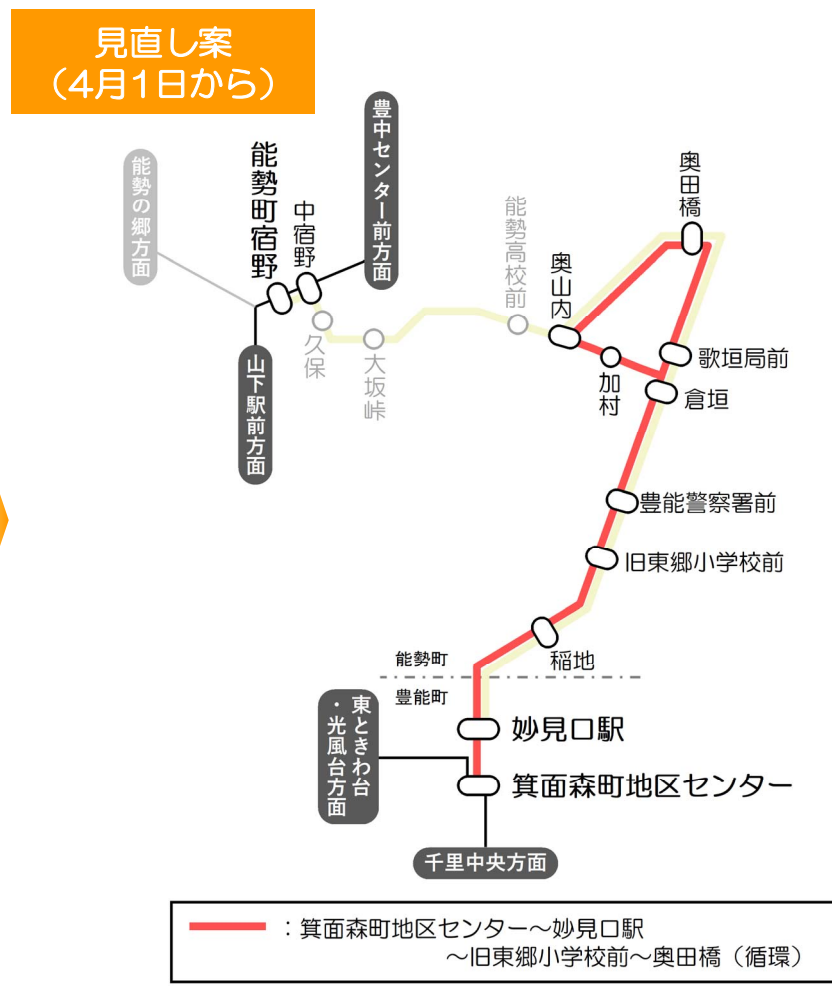 見直し案
（4月1日から）
能勢の郷方面
能勢町宿野
中宿野
豊中センター前方面
久保
大坂峠
山下駅前方面
能勢高校前
奥山内
加村
奥田橋
歌垣局前
倉垣
豊能警察署前
旧東郷小学校前
稲地
能勢町
豊能町
東ときわ台
・光風台方面
妙見口駅
箕面森町地区センター
千里中央方面
：箕面森町地区センター～妙見口駅
～旧東郷小学校前～奥田橋（循環）